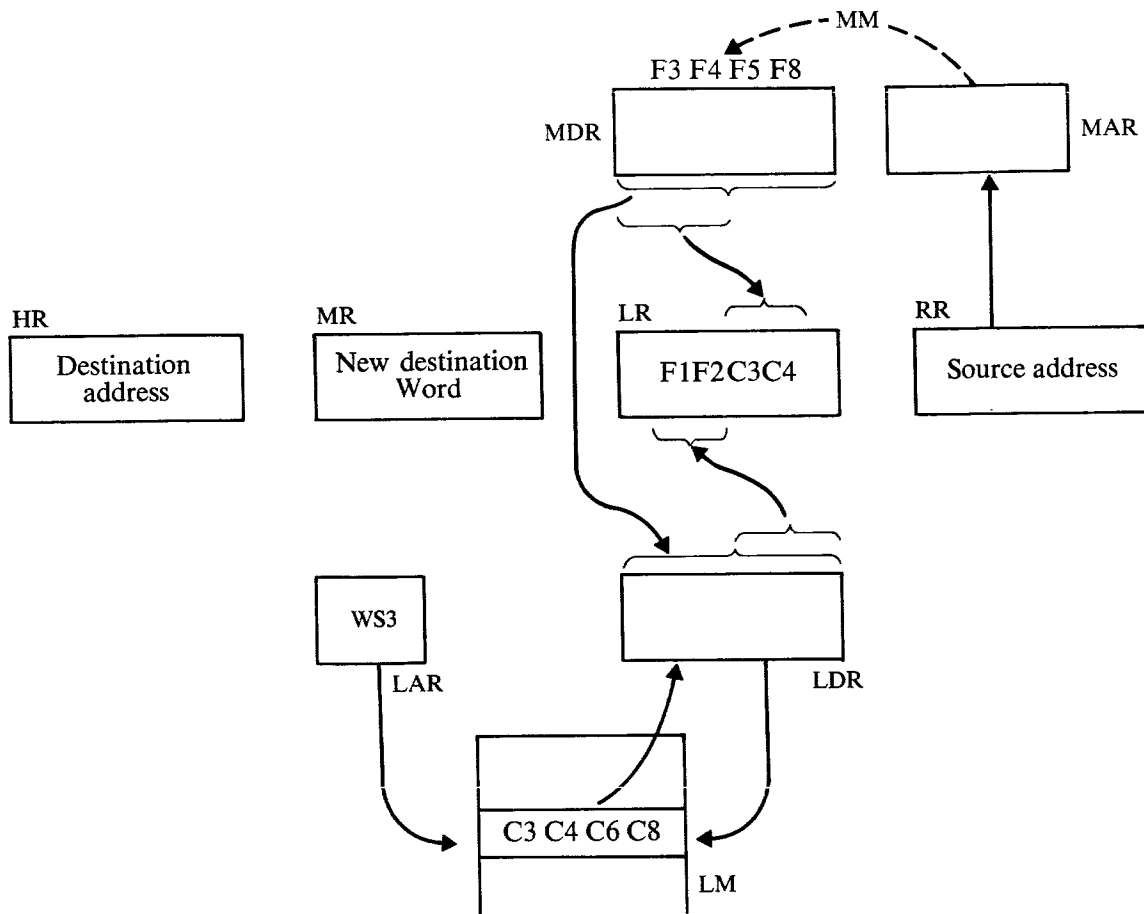 MM
F3 F4 F5 F8
MDR
MAR
HR
MR
LR
RR
Destination
address
New destination
Word
F1F2C3C4
Source address
WS3
LAR
LDR
C3 C4 C6 C8
LM